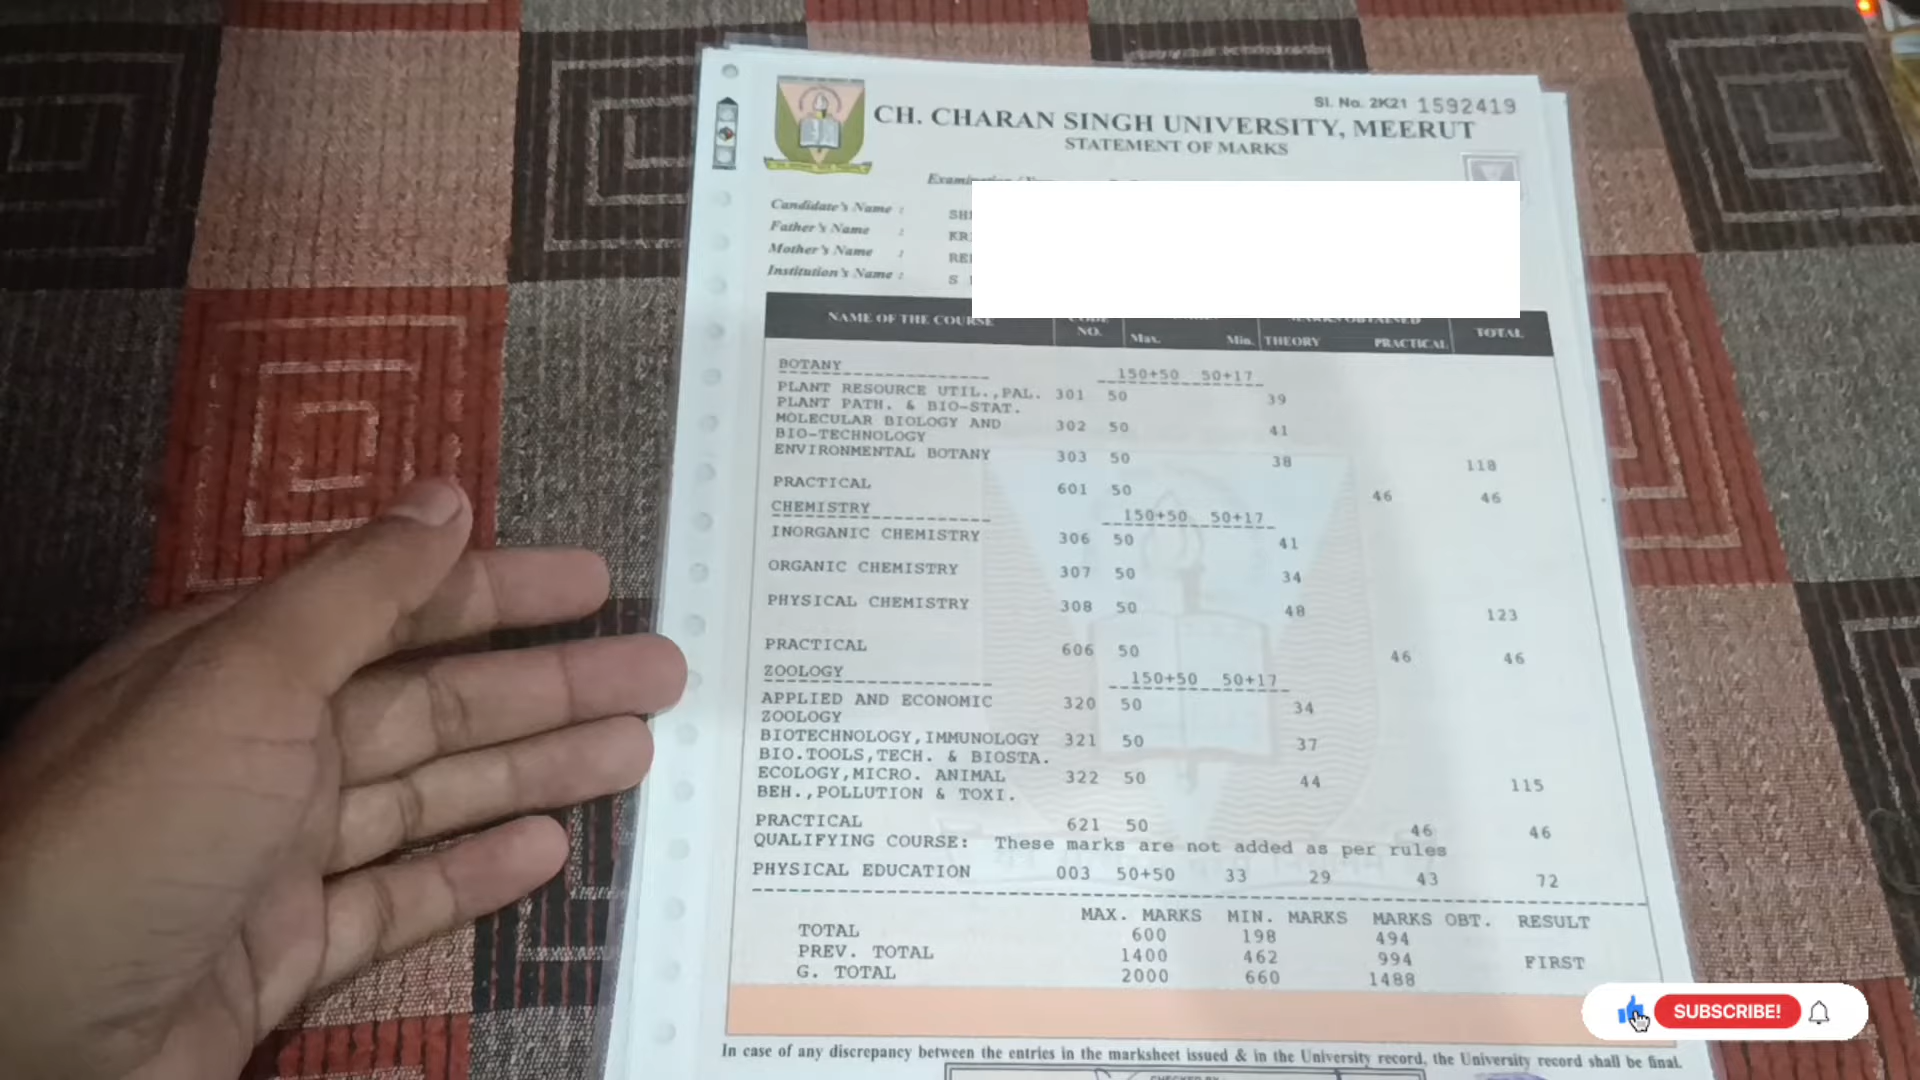 Sl. No. 2K21 1592419
CH. CHARAN SINGH UNIVERSITY, MEERUT
STATEMENT OF MARKS
Candidate's Name :
Father's Name :
Mother's Name :
Institution's Name : S
NAME OF THE COURSE NO. Max. Min. THEORY PRACTICAL TOTAL
BOTANY 150+50 50+17
PLANT RESOURCE UTIL.,PAL. 301 50 39
PLANT PATH. & BIO-STAT.
MOLECULAR BIOLOGY AND 302 50 41
BIO-TECHNOLOGY
ENVIRONMENTAL BOTANY 303 50 38 118
PRACTICAL 601 50 46 46
CHEMISTRY 150+50 50+17
INORGANIC CHEMISTRY 306 50 41
ORGANIC CHEMISTRY 307 50 34
PHYSICAL CHEMISTRY 308 50 48 123
PRACTICAL 606 50 46 46
ZOOLOGY 150+50 50+17
APPLIED AND ECONOMIC 320 50 34
ZOOLOGY
BIOTECHNOLOGY,IMMUNOLOGY 321 50 37
BIO.TOOLS,TECH. & BIOSTA.
ECOLOGY,MICRO. ANIMAL 322 50 44 115
BEH.,POLLUTION & TOXI.
PRACTICAL 621 50 46 46
QUALIFYING COURSE: These marks are not added as per rules
PHYSICAL EDUCATION 003 50+50 33 29 43 72
MAX. MARKS MIN. MARKS MARKS OBT. RESULT
TOTAL 600 198 494
PREV. TOTAL 1400 462 994 FIRST
G. TOTAL 2000 660 1488
SUBSCRIBE!
In case of any discrepancy between the entries in the marksheet issued & in the University record, the University record shall be final.